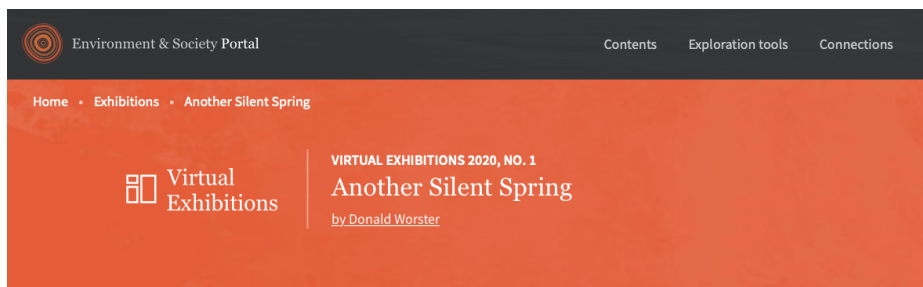 Environment & Society Portal
Contents Exploration tools Connections
Home • Exhibitions • Another Silent Spring
Virtual
Exhibitions
VIRTUAL EXHIBITIONS 2020, NO. 1
Another Silent Spring
by Donald Worster